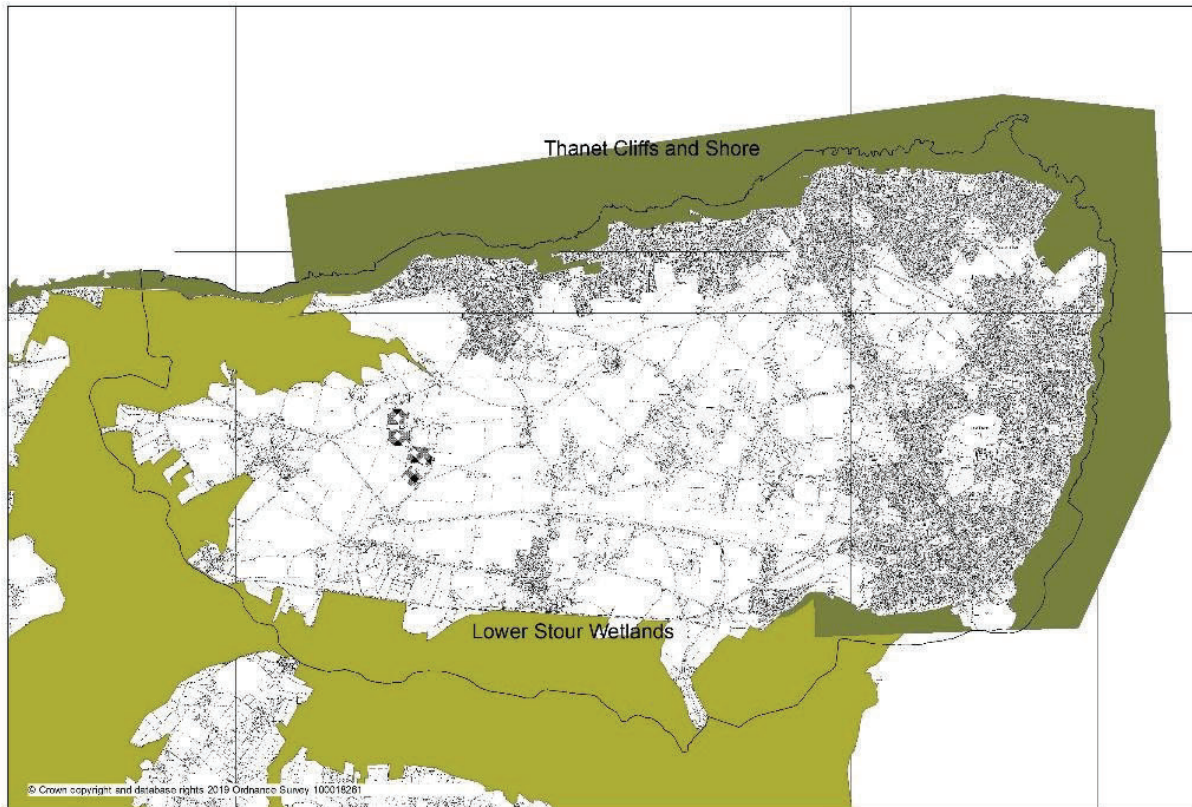 Thanet Cliffs and Shore
Lower Stour Wetlands
© Crown copyright and database rights 2019 Ordnance Survey 100018261